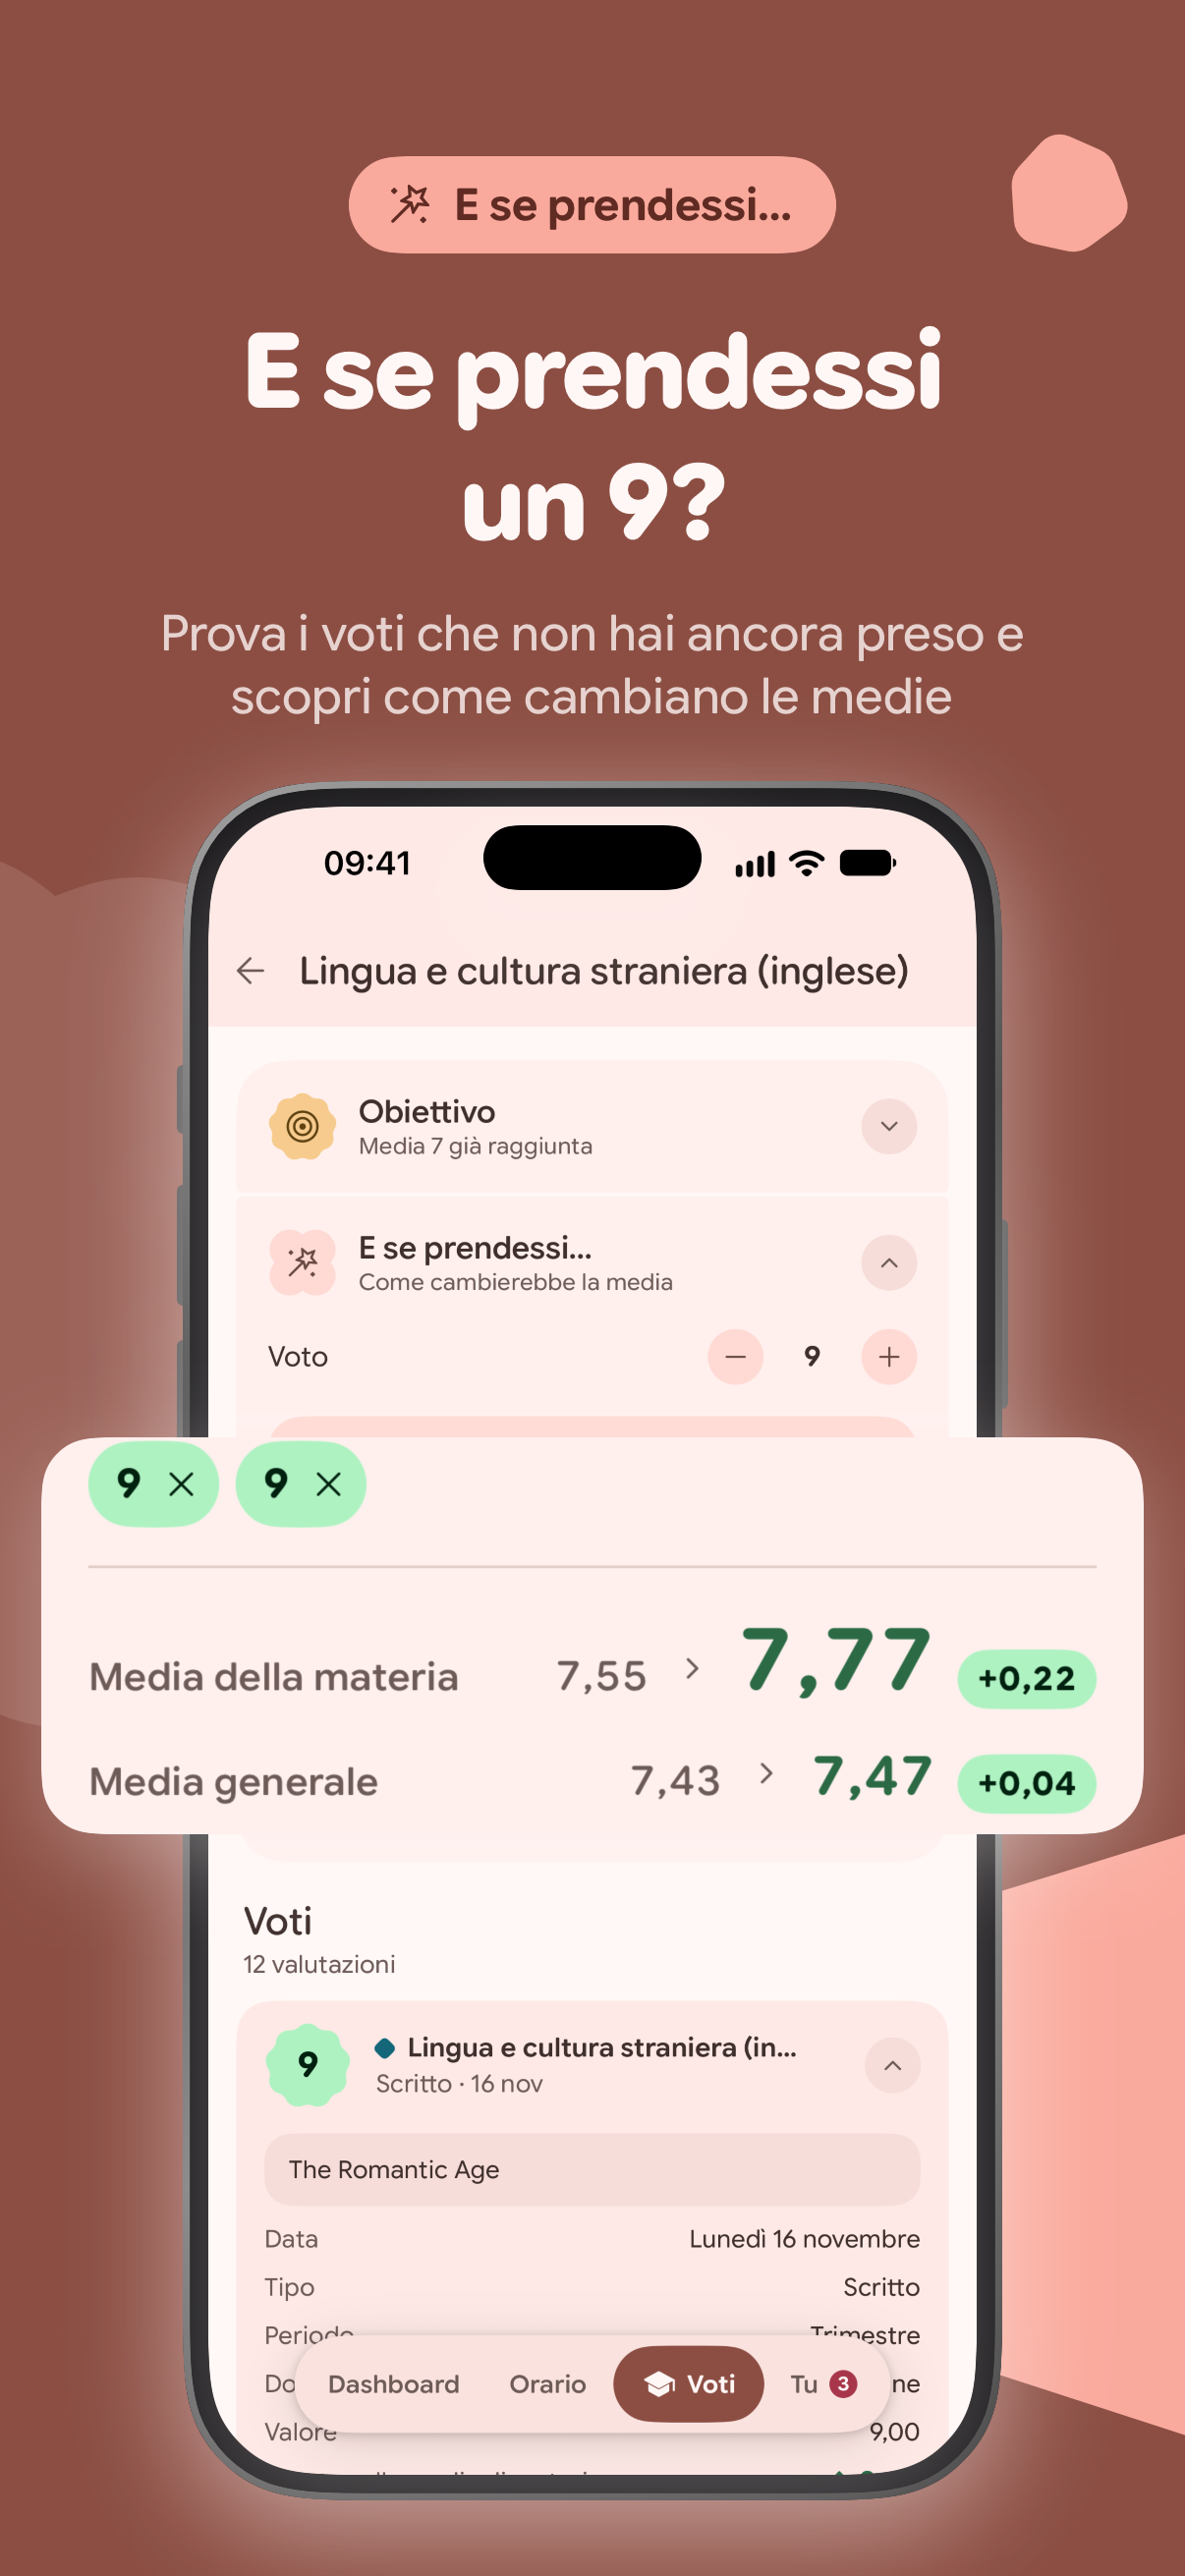 E se prendessi...
E se prendessi
un 9?
Prova i voti che non hai ancora preso e
scopri come cambiano le medie
09:41
Lingua e cultura straniera (inglese)
Obiettivo
Media 7 già raggiunta
E se prendessi...
Come cambierebbe la media
Voto 9
9 9
Media della materia 7,55 7,77 +0,22
Media generale 7,43 7,47 +0,04
Voti
12 valutazioni
9 Lingua e cultura straniera (in...
Scritto · 16 nov
The Romantic Age
Data Lunedì 16 novembre
Tipo Scritto
Periodo Trimestre
Dashboard Orario Voti Tu 3
Valore 9,00